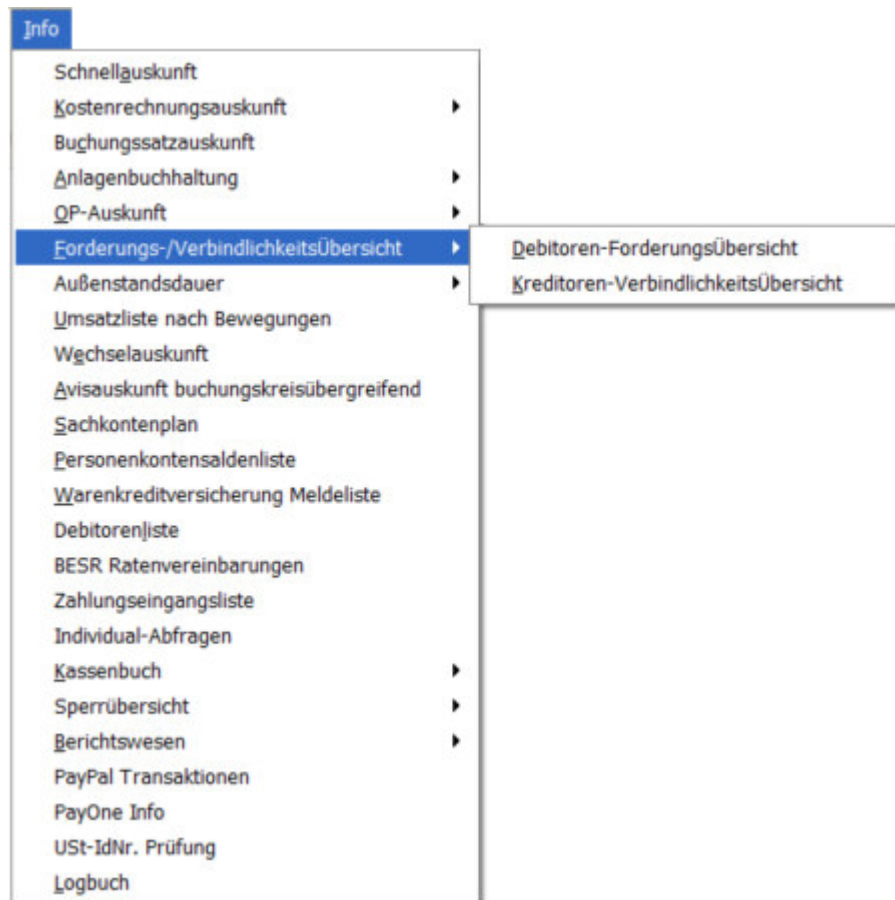 Info
Schnellauskunft
Kostenrechnungsauskunft
Buchungssatzauskunft
Anlagenbuchhaltung
OP-Auskunft
Forderungs-/VerbindlichkeitsÜbersicht
Debitoren-ForderungsÜbersicht
Kreditoren-VerbindlichkeitsÜbersicht
Außenstandsdauer
Umsatzliste nach Bewegungen
Wechselauskunft
Avisauskunft buchungskreisübergreifend
Sachkontenplan
Personenkontensaldenliste
Warenkreditversicherung Meldeliste
Debitorenliste
BESR Ratenvereinbarungen
Zahlungseingangsliste
Individual-Abfragen
Kassenbuch
Sperrübersicht
Berichtswesen
PayPal Transaktionen
PayOne Info
USt-IdNr. Prüfung
Logbuch